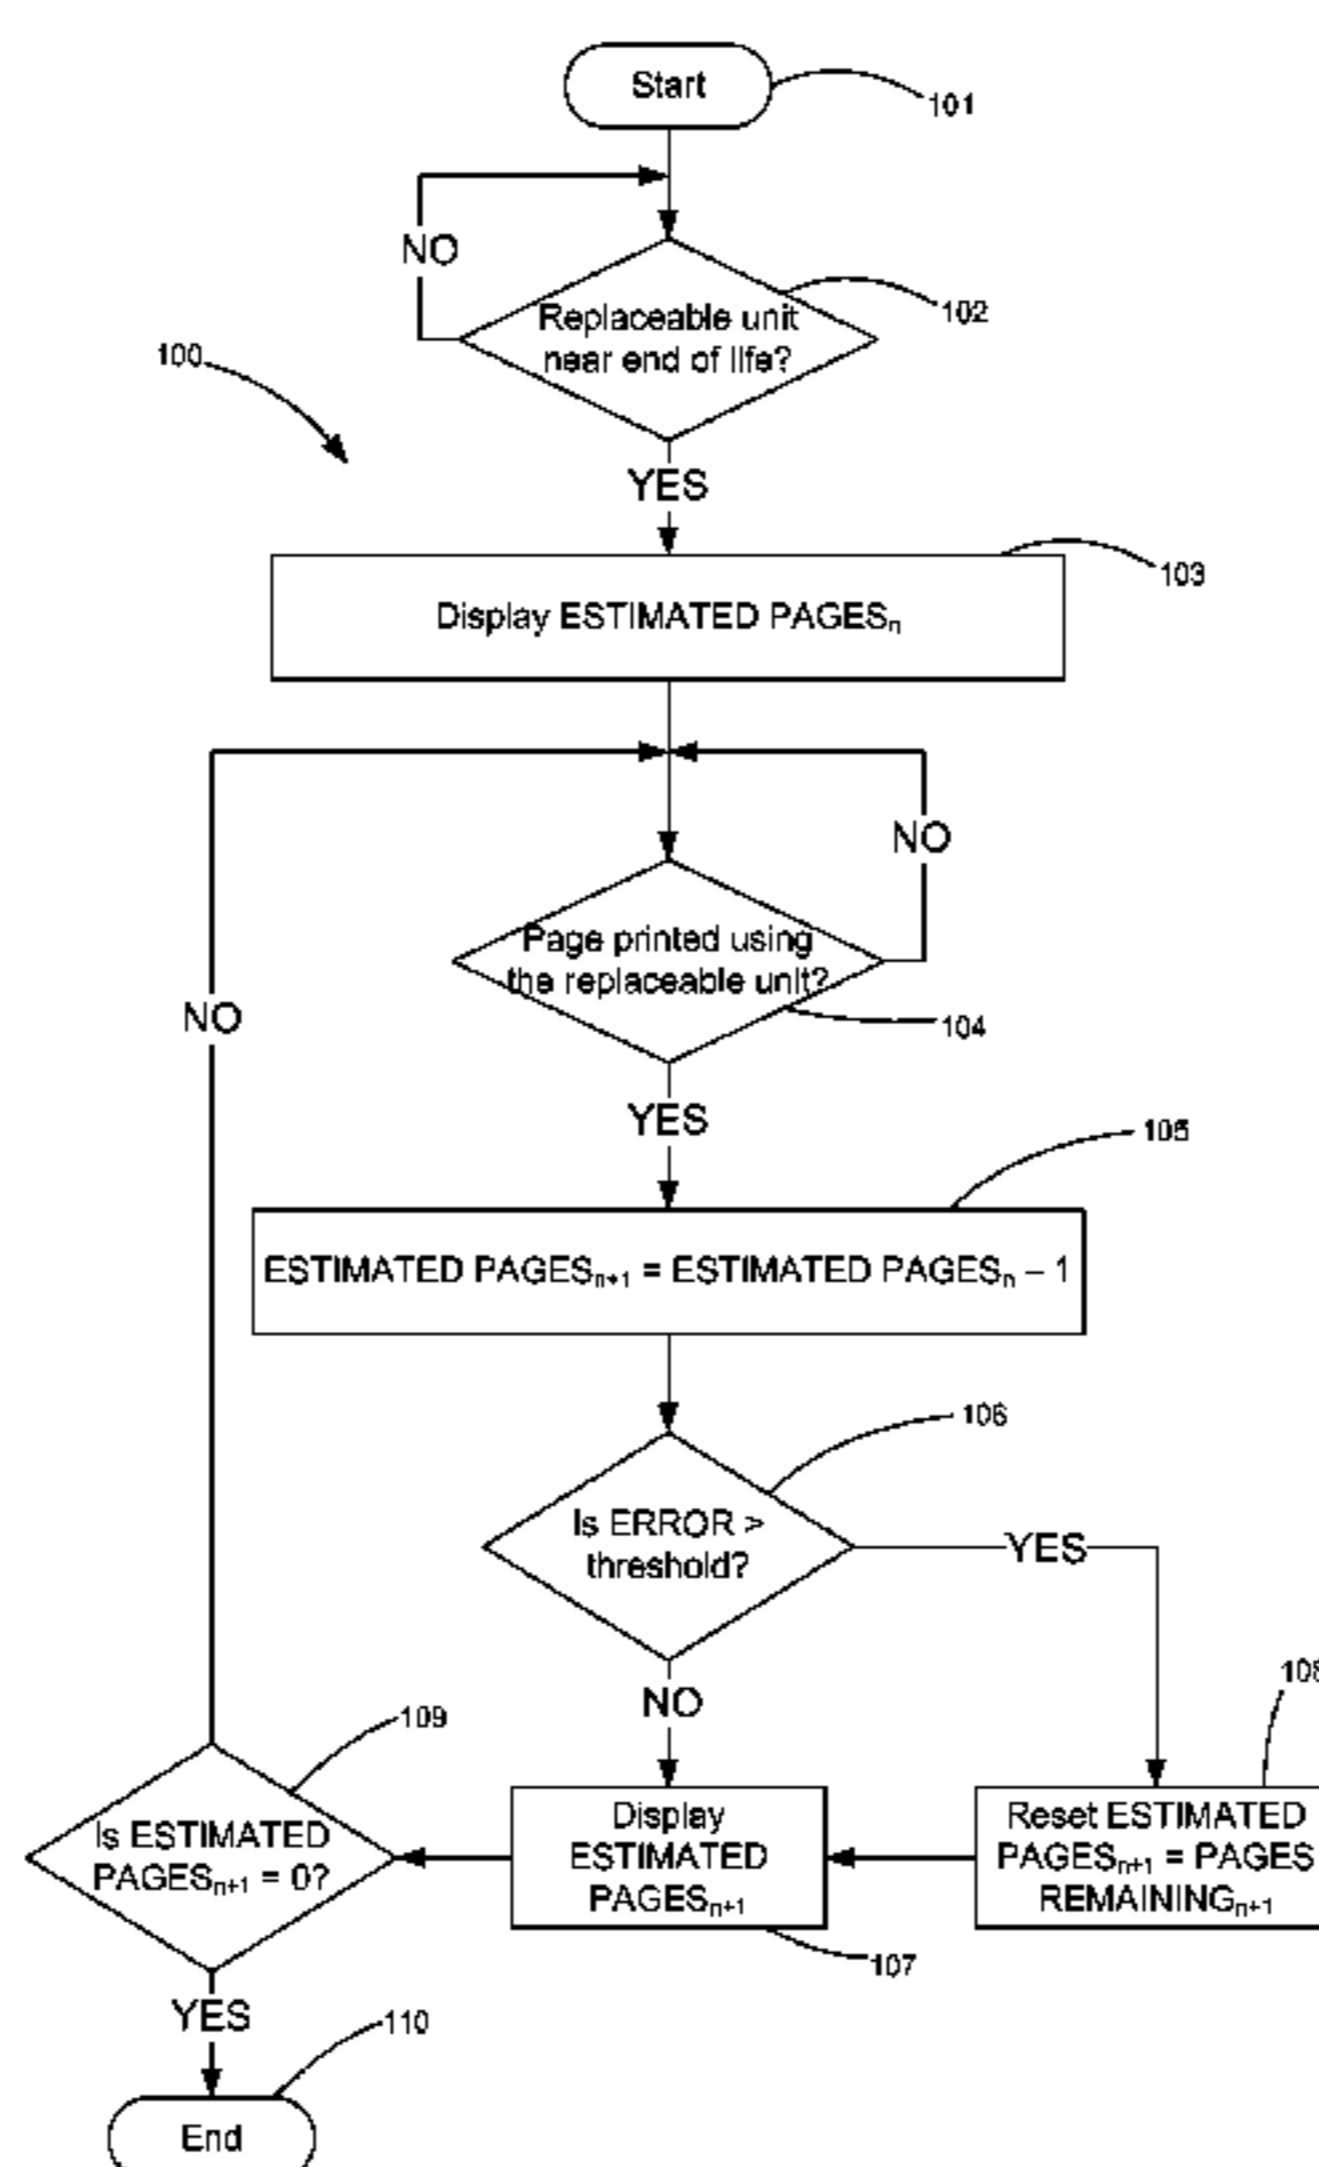 Start
101
NO
Replaceable unit
near end of life?
102
100
YES
103
Display ESTIMATED PAGESₙ
NO
Page printed using
the replaceable unit?
104
NO
YES
105
ESTIMATED PAGESₙ₊₁ = ESTIMATED PAGESₙ – 1
106
Is ERROR >
threshold?
YES
NO
108
109
Is ESTIMATED
PAGESₙ₊₁ = 0?
Display
ESTIMATED
PAGESₙ₊₁
Reset ESTIMATED
PAGESₙ₊₁ = PAGES
REMAININGₙ₊₁
107
YES
110
End